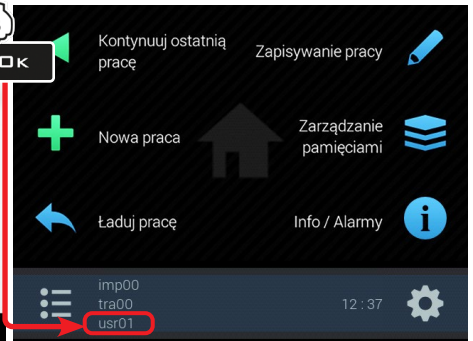 Kontynuuj ostatnią
pracę
Zapisywanie pracy
OK
Nowa praca
Zarządzanie
pamięciami
Ładuj pracę
Info / Alarmy
imp00
tra00
12 : 37
usr01